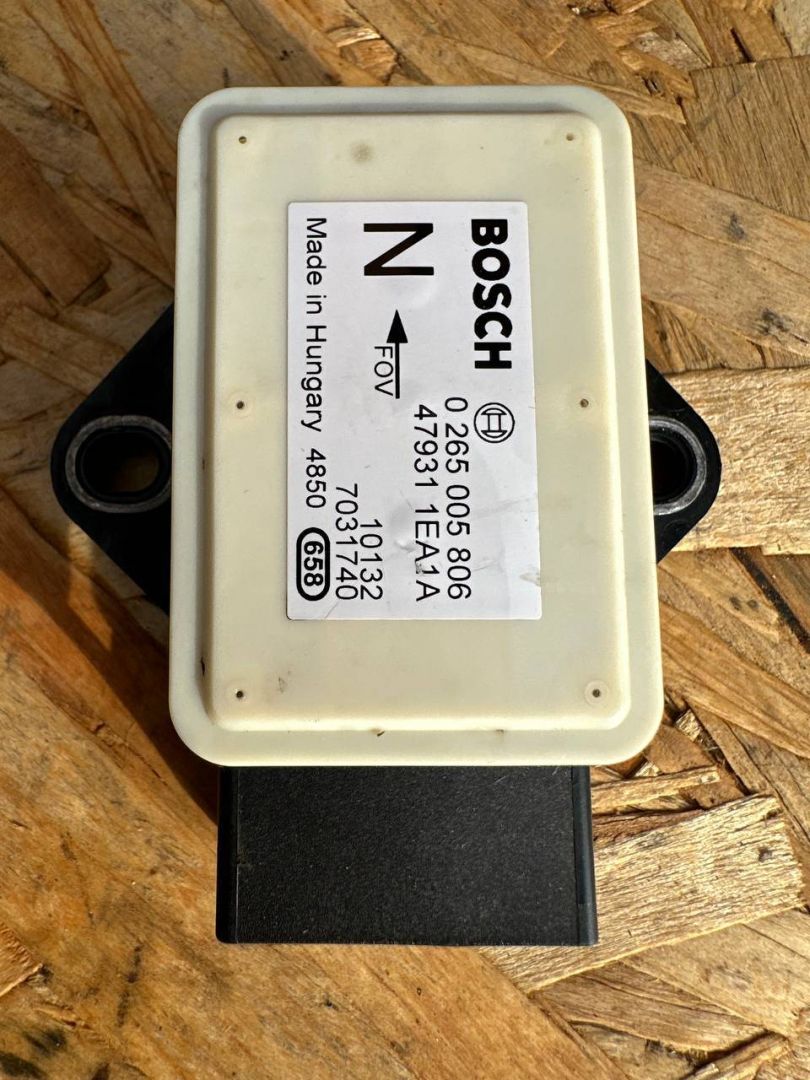 BOSCH
0 265 005 806
N
47931 1EA1A
FOV
10132
7031740
Made in Hungary 4850 658